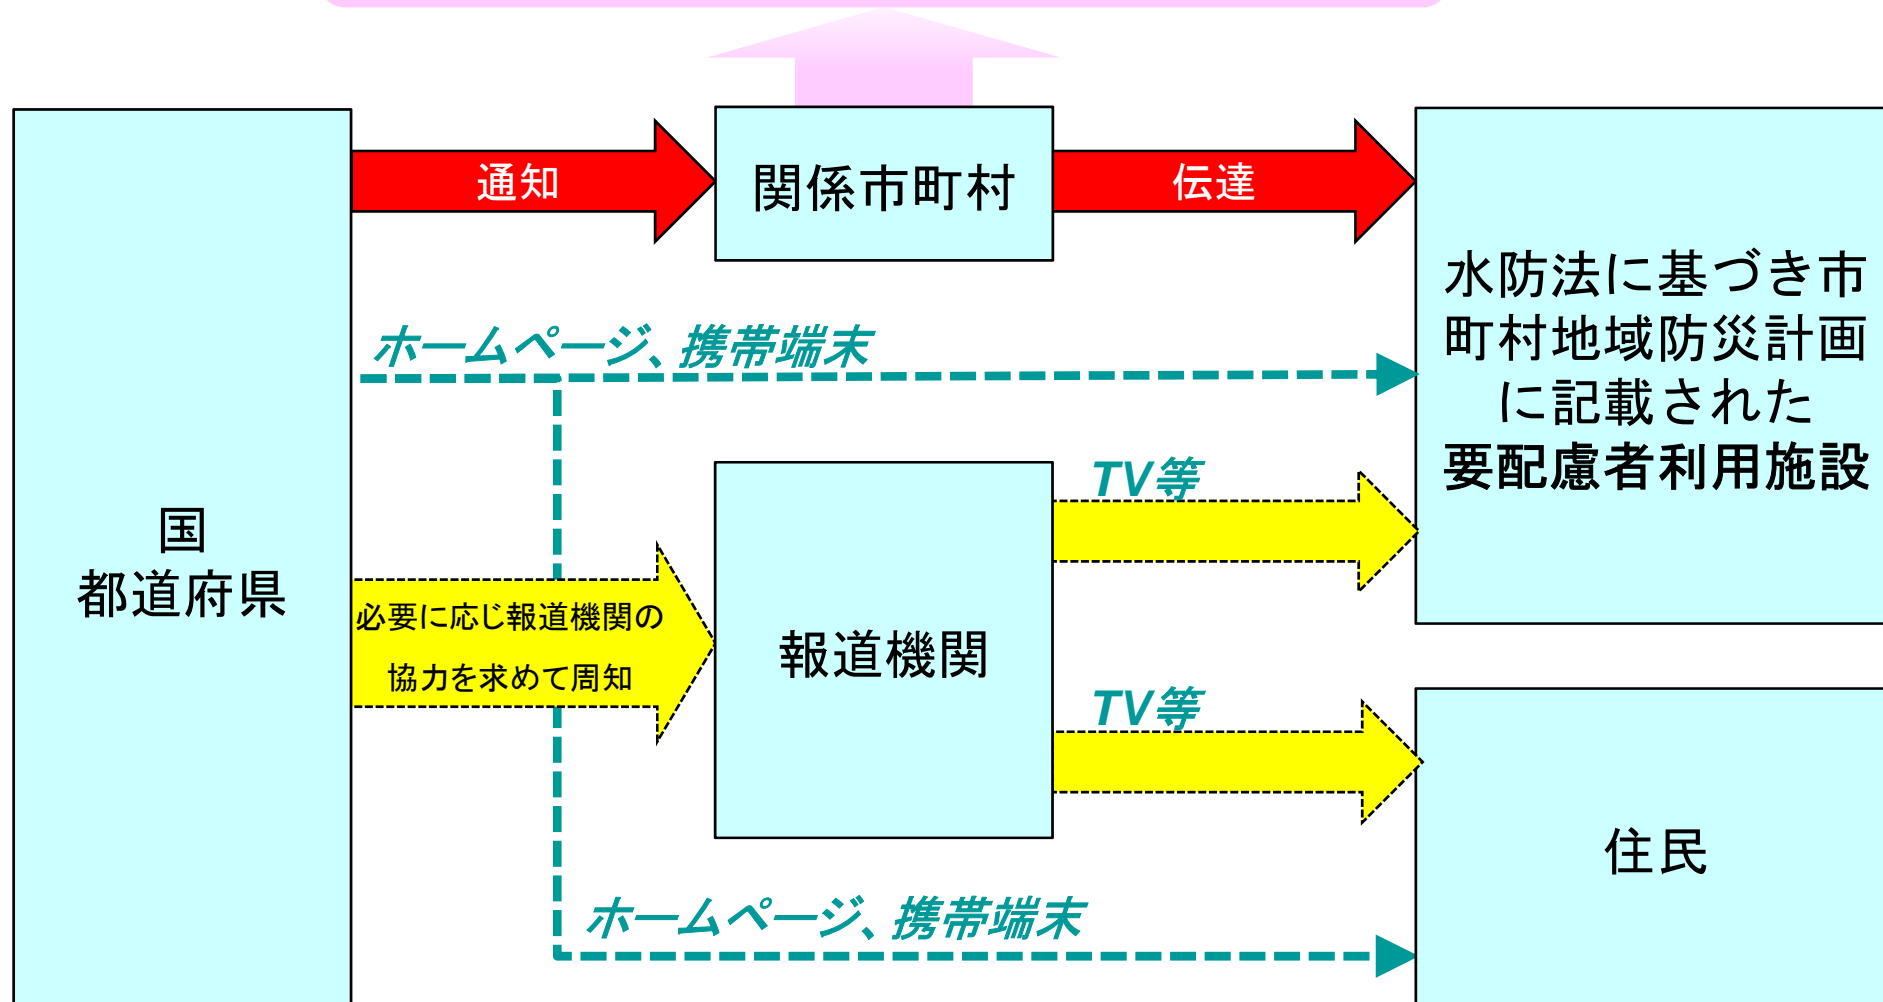 国
都道府県
通知
関係市町村
伝達
水防法に基づき市
町村地域防災計画
に記載された
要配慮者利用施設
ホームページ、携帯端末
必要に応じ報道機関の
協力を求めて周知
報道機関
TV等
TV等
住民
ホームページ、携帯端末